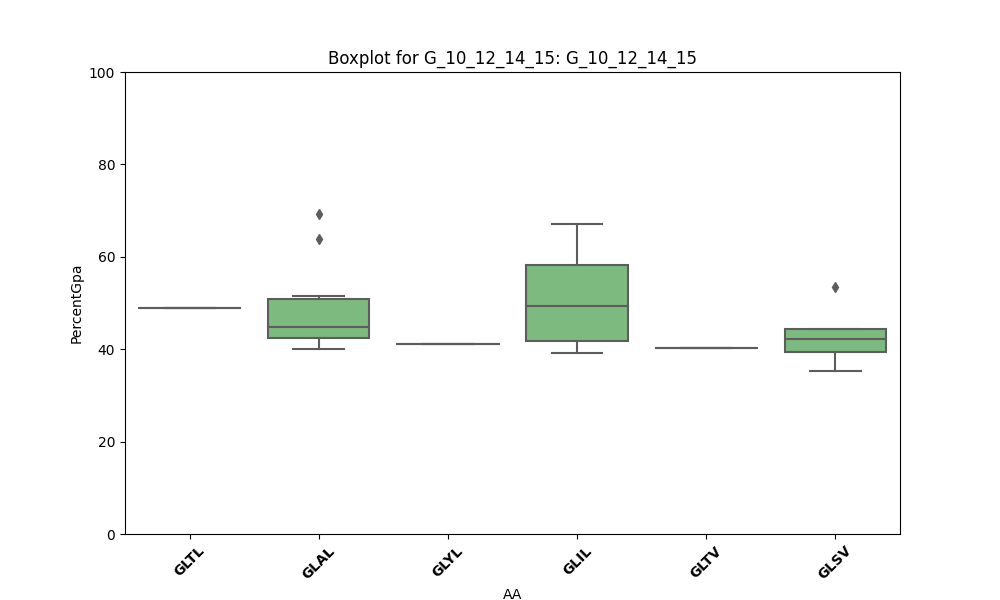 Boxplot for G_10_12_14_15: G_10_12_14_15
100
80
60
40
20
0
PercentGpa
GLTL
GLAL
GLYL
GLIL
GLTV
GLSV
AA